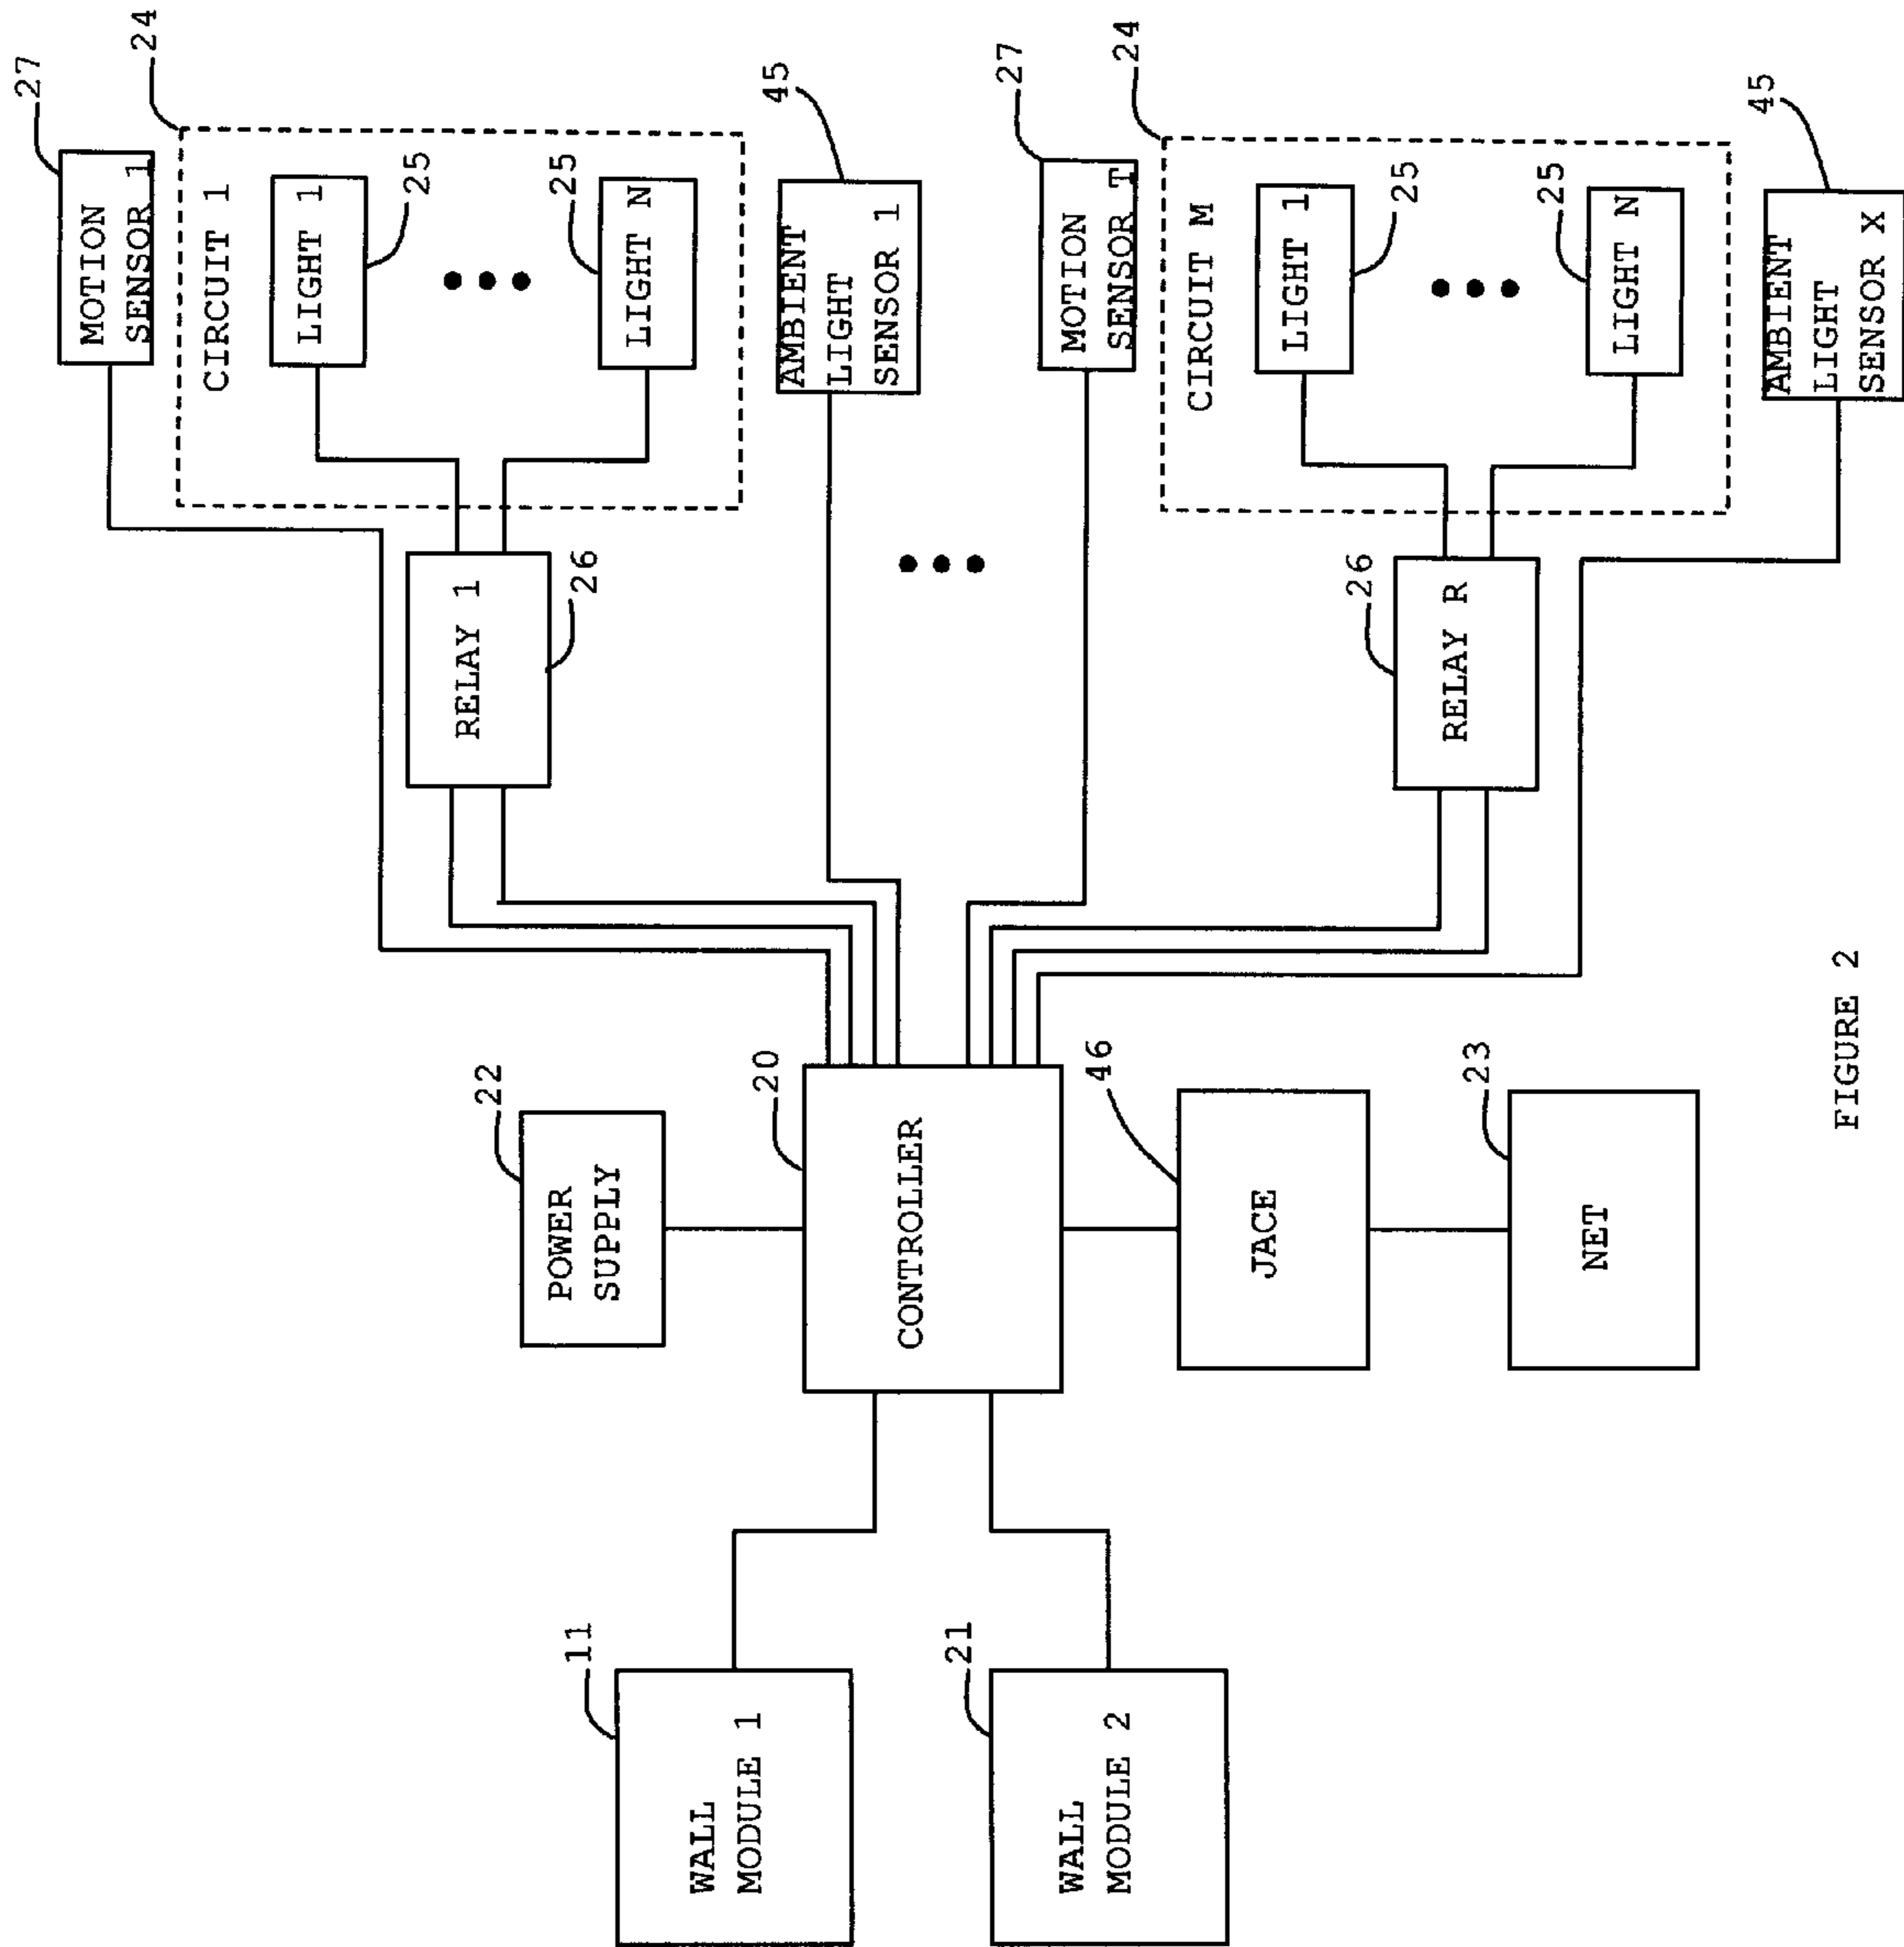 27
MOTION
SENSOR 1
24
CIRCUIT 1
LIGHT 1
25
25
LIGHT N
RELAY 1
26
AMBIENT
LIGHT
SENSOR 1
45
27
MOTION
SENSOR T
24
CIRCUIT M
LIGHT 1
25
25
LIGHT N
26
RELAY R
AMBIENT
LIGHT
SENSOR X
45
22
POWER
SUPPLY
20
CONTROLLER
46
JACE
23
NET
11
WALL
MODULE 1
21
WALL
MODULE 2
FIGURE 2